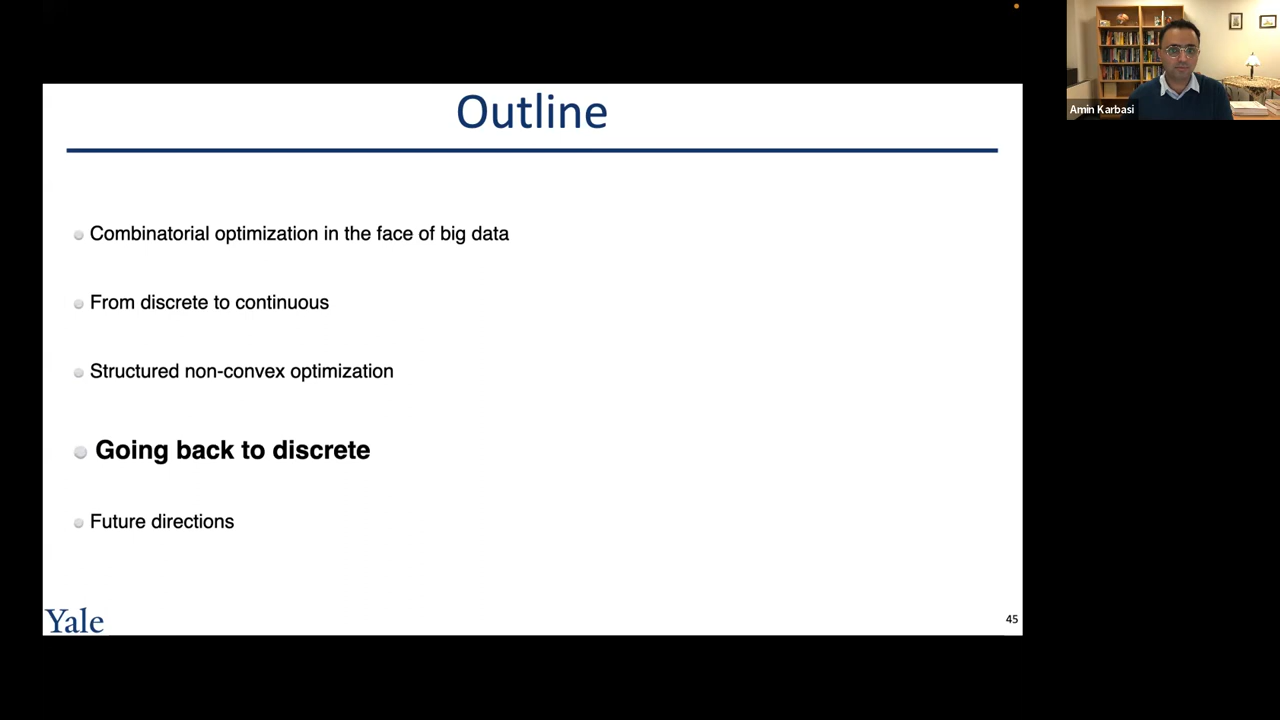 Outline
Combinatorial optimization in the face of big data
From discrete to continuous
Structured non-convex optimization
Going back to discrete
Future directions
Yale
45
Amin Karbasi